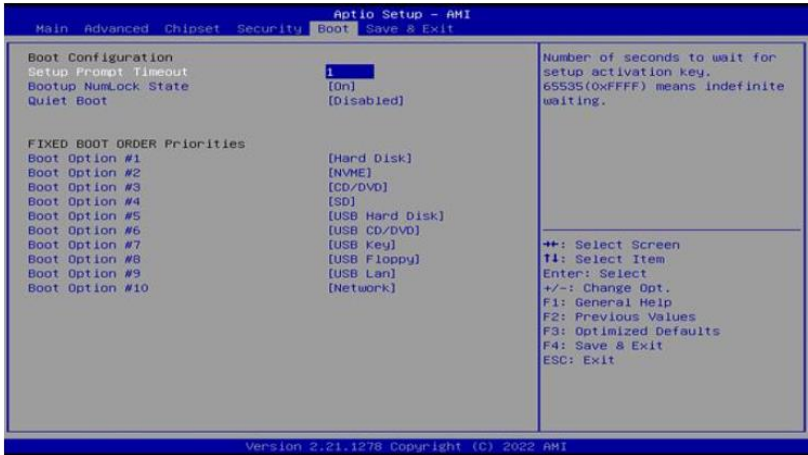 Aptio Setup - AMI
Main Advanced Chipset Security Boot Save & Exit
Boot Configuration
Setup Prompt Timeout 1
Bootup NumLock State [On]
Quiet Boot [Disabled]
FIXED BOOT ORDER Priorities
Boot Option #1 [Hard Disk]
Boot Option #2 [NVME]
Boot Option #3 [CD/DVD]
Boot Option #4 [SD]
Boot Option #5 [USB Hard Disk]
Boot Option #6 [USB CD/DVD]
Boot Option #7 [USB Key]
Boot Option #8 [USB Floppy]
Boot Option #9 [USB Lan]
Boot Option #10 [Network]
Number of seconds to wait for
setup activation key.
65535(0xFFFF) means indefinite
waiting.
→←: Select Screen
↑↓: Select Item
Enter: Select
+/-: Change Opt.
F1: General Help
F2: Previous Values
F3: Optimized Defaults
F4: Save & Exit
ESC: Exit
Version 2.21.1278 Copyright (C) 2022 AMI